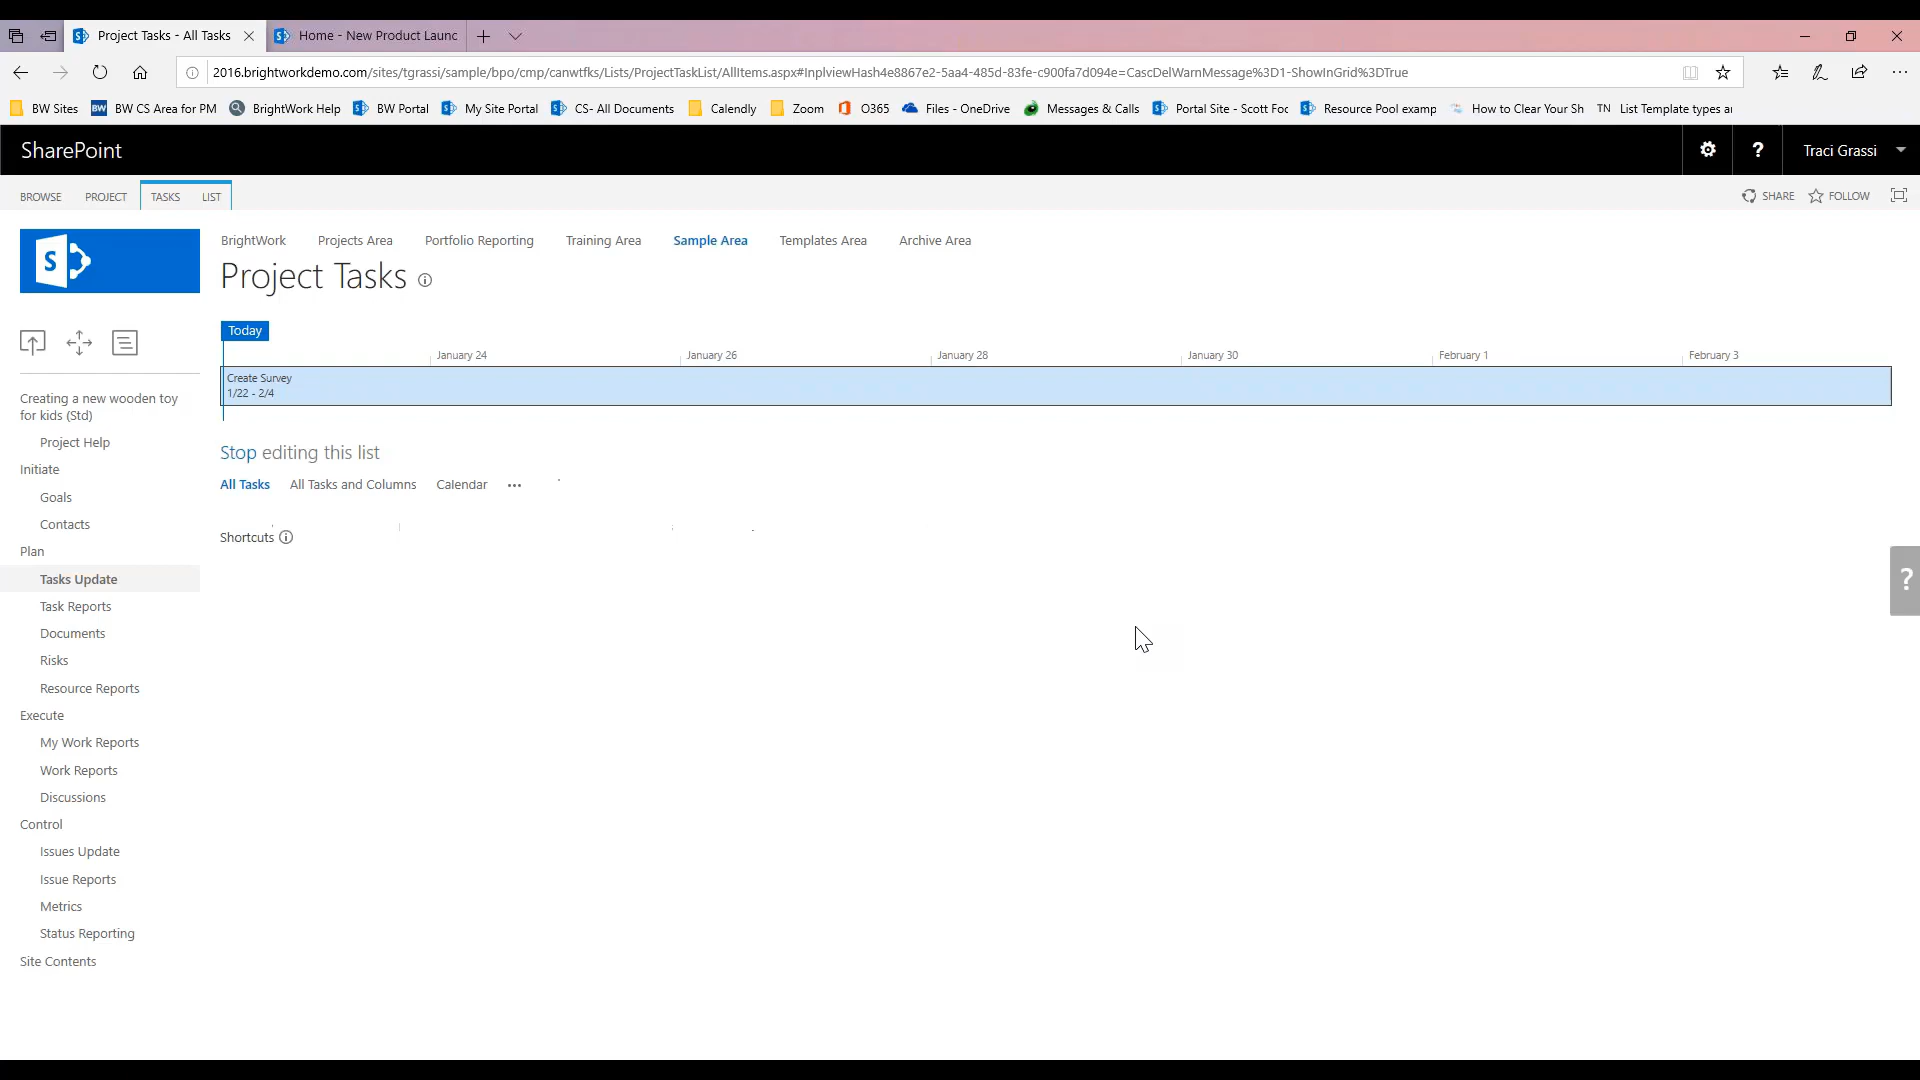 Project Tasks - All Tasks
Home - New Product Launc
2016.brightworkdemo.com/sites/tgrassi/sample/bpo/cmp/canwtfks/Lists/ProjectTaskList/AllItems.aspx#InplviewHash4e8867e2-5aa4-485d-83fe-c900fa7d094e=CascDelWarnMessage%3D1-ShowInGrid%3DTrue
BW Sites
BW
BW CS Area for PM
BrightWork Help
BW Portal
My Site Portal
CS- All Documents
Calendly
Zoom
O365
Files - OneDrive
Messages & Calls
Portal Site - Scott Foc
Resource Pool examp
How to Clear Your Sh
TN
List Template types ar
SharePoint
?
Traci Grassi
BROWSE
PROJECT
TASKS
LIST
SHARE
FOLLOW
S
BrightWork
Projects Area
Portfolio Reporting
Training Area
Sample Area
Templates Area
Archive Area
Project Tasks
Today
January 24
January 26
January 28
January 30
February 1
February 3
Create Survey
1/22 - 2/4
Stop editing this list
All Tasks
All Tasks and Columns
Calendar
...
Shortcuts
Creating a new wooden toy
for kids (Std)
Project Help
Initiate
Goals
Contacts
Plan
Tasks Update
Task Reports
Documents
Risks
Resource Reports
Execute
My Work Reports
Work Reports
Discussions
Control
Issues Update
Issue Reports
Metrics
Status Reporting
Site Contents
?